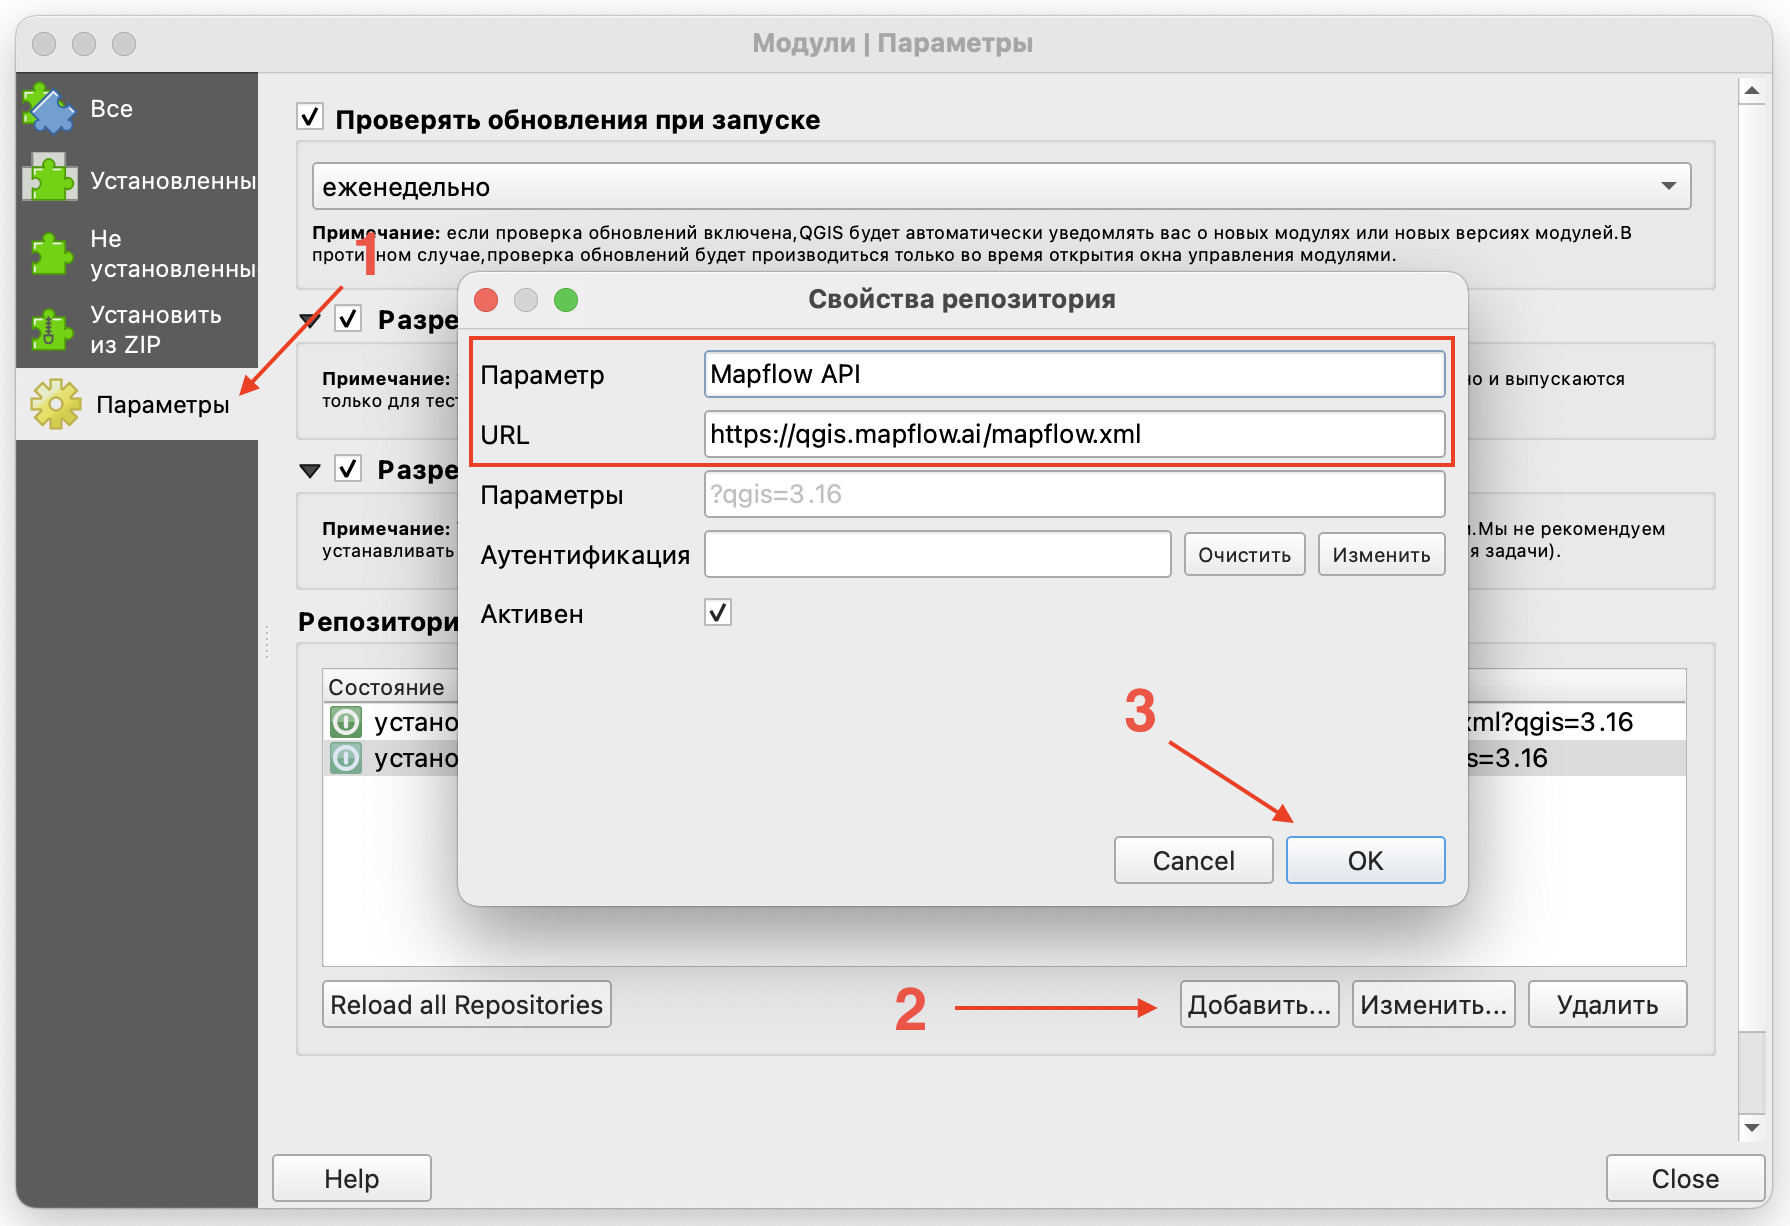 Модули | Параметры
Все
Установленны
Не
установленны
Установить
из ZIP
Параметры
Проверять обновления при запуске
еженедельно
Примечание: если проверка обновлений включена,QGIS будет автоматически уведомлять вас о новых модулях или новых версиях модулей.В
противном случае,проверка обновлений будет производиться только во время открытия окна управления модулями.
1
Разре
Примечание:
но и выпускаются
только для тест
Разре
Примечание:
.Мы не рекомендуем
устанавливать
я задачи).
Репозитори
Состояние
устано
xml?qgis=3.16
устано
s=3.16
Свойства репозитория
Параметр
Mapflow API
URL
https://qgis.mapflow.ai/mapflow.xml
Параметры
?qgis=3.16
Аутентификация
Очистить
Изменить
Активен
3
Cancel
OK
Reload all Repositories
2
Добавить...
Изменить...
Удалить
Help
Close